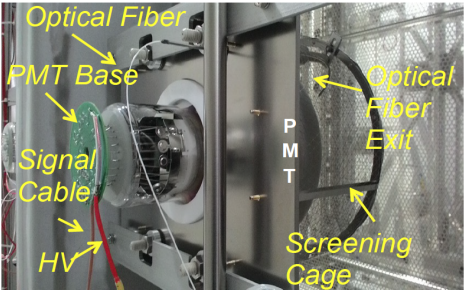 Optical Fiber
PMT Base
Signal
Cable
HV
P
M
T
Optical
Fiber
Exit
Screening
Cage